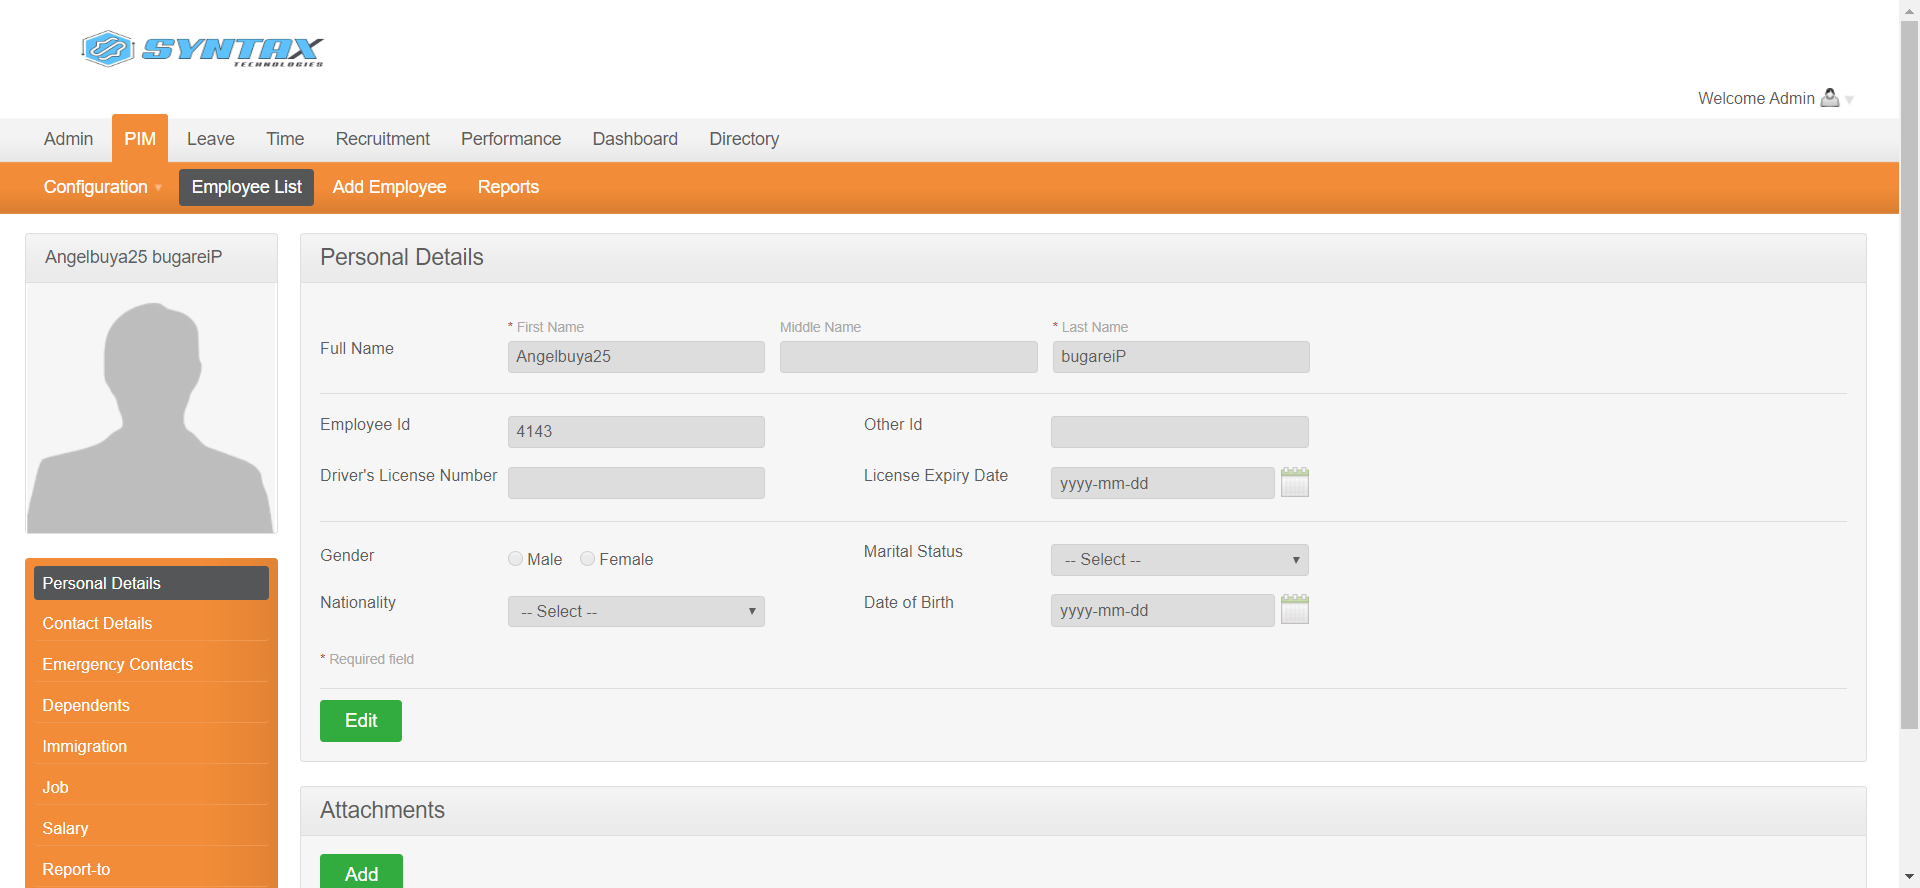 SYNTAX
TECHNOLOGIES
Welcome Admin
Admin PIM Leave Time Recruitment Performance Dashboard Directory
Configuration Employee List Add Employee Reports
Angelbuya25 bugareiP
Personal Details
Contact Details
Emergency Contacts
Dependents
Immigration
Job
Salary
Report-to
Personal Details
* First Name Middle Name * Last Name
Full Name Angelbuya25 bugareiP
Employee Id 4143 Other Id
Driver's License Number License Expiry Date yyyy-mm-dd
Gender Male Female Marital Status -- Select --
Nationality -- Select -- Date of Birth yyyy-mm-dd
* Required field
Edit
Attachments
Add